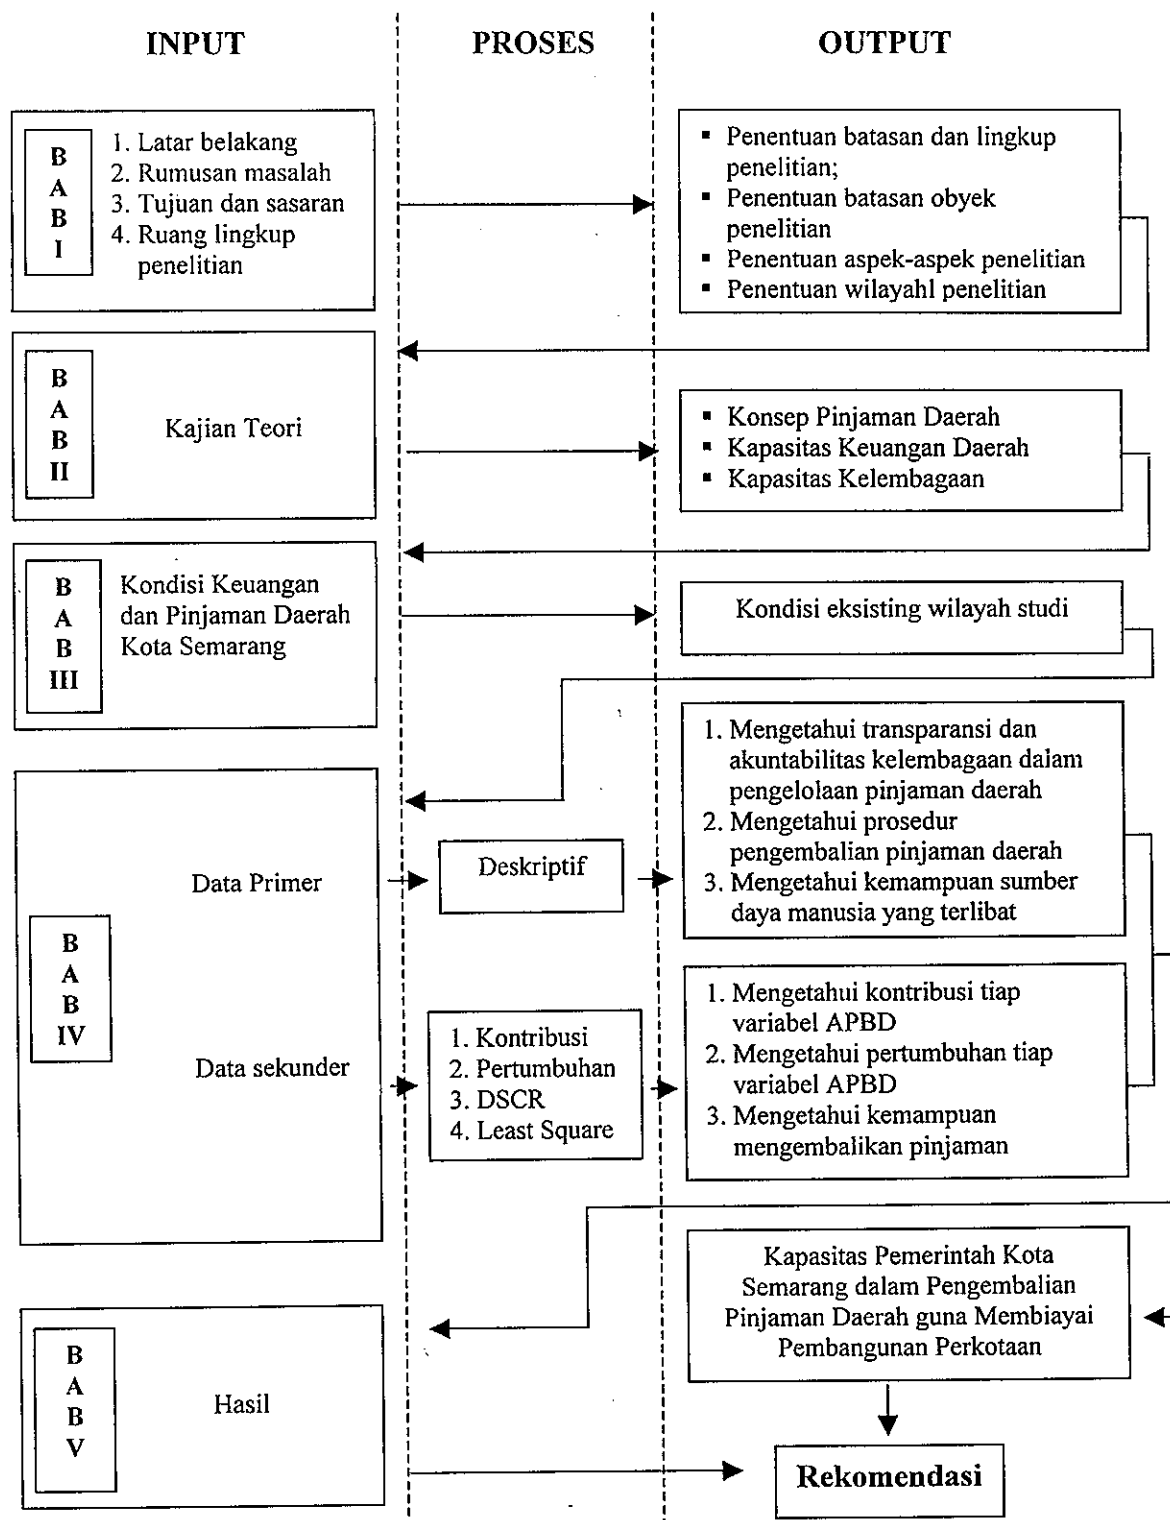 INPUT
PROSES
OUTPUT
B
A
B
I
1. Latar belakang
2. Rumusan masalah
3. Tujuan dan sasaran
4. Ruang lingkup
penelitian
▪ Penentuan batasan dan lingkup
penelitian;
▪ Penentuan batasan obyek
penelitian
▪ Penentuan aspek-aspek penelitian
▪ Penentuan wilayahl penelitian
B
A
B
II
Kajian Teori
▪ Konsep Pinjaman Daerah
▪ Kapasitas Keuangan Daerah
▪ Kapasitas Kelembagaan
B
A
B
III
Kondisi Keuangan
dan Pinjaman Daerah
Kota Semarang
Kondisi eksisting wilayah studi
B
A
B
IV
Data Primer
Deskriptif
1. Mengetahui transparansi dan
akuntabilitas kelembagaan dalam
pengelolaan pinjaman daerah
2. Mengetahui prosedur
pengembalian pinjaman daerah
3. Mengetahui kemampuan sumber
daya manusia yang terlibat
Data sekunder
1. Kontribusi
2. Pertumbuhan
3. DSCR
4. Least Square
1. Mengetahui kontribusi tiap
variabel APBD
2. Mengetahui pertumbuhan tiap
variabel APBD
3. Mengetahui kemampuan
mengembalikan pinjaman
Kapasitas Pemerintah Kota
Semarang dalam Pengembalian
Pinjaman Daerah guna Membiayai
Pembangunan Perkotaan
B
A
B
V
Hasil
Rekomendasi